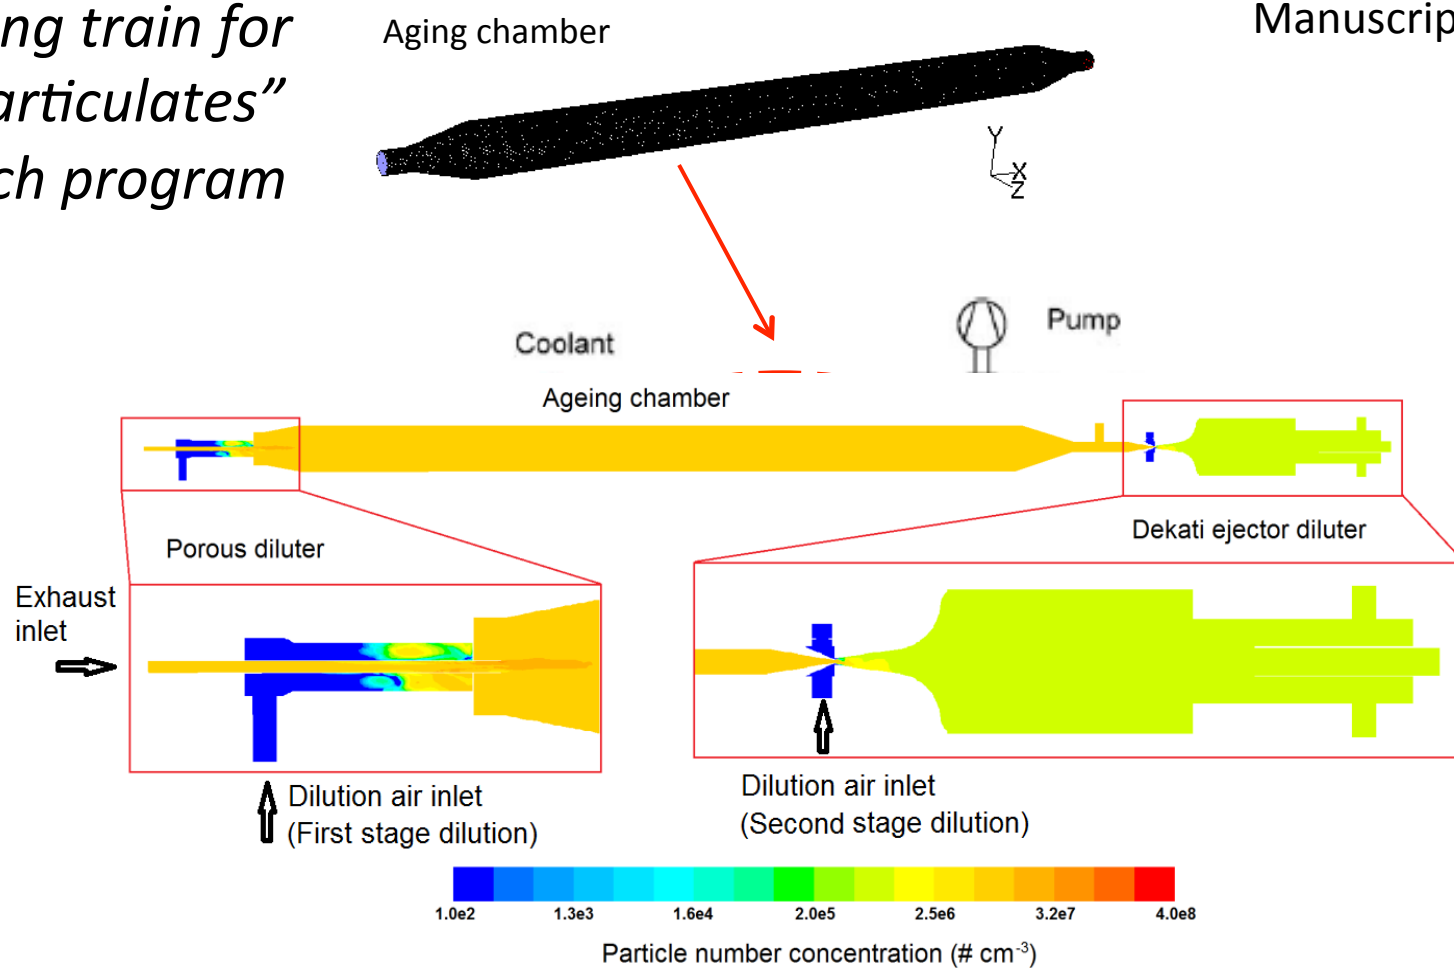 ng train for
articulates”
ch program
Aging chamber
Manuscrip
Y
X
Z
Coolant
Pump
Ageing chamber
Porous diluter
Dekati ejector diluter
Exhaust
inlet
Dilution air inlet
(First stage dilution)
Dilution air inlet
(Second stage dilution)
1.0e2 1.3e3 1.6e4 2.0e5 2.5e6 3.2e7 4.0e8
Particle number concentration (# cm⁻³)